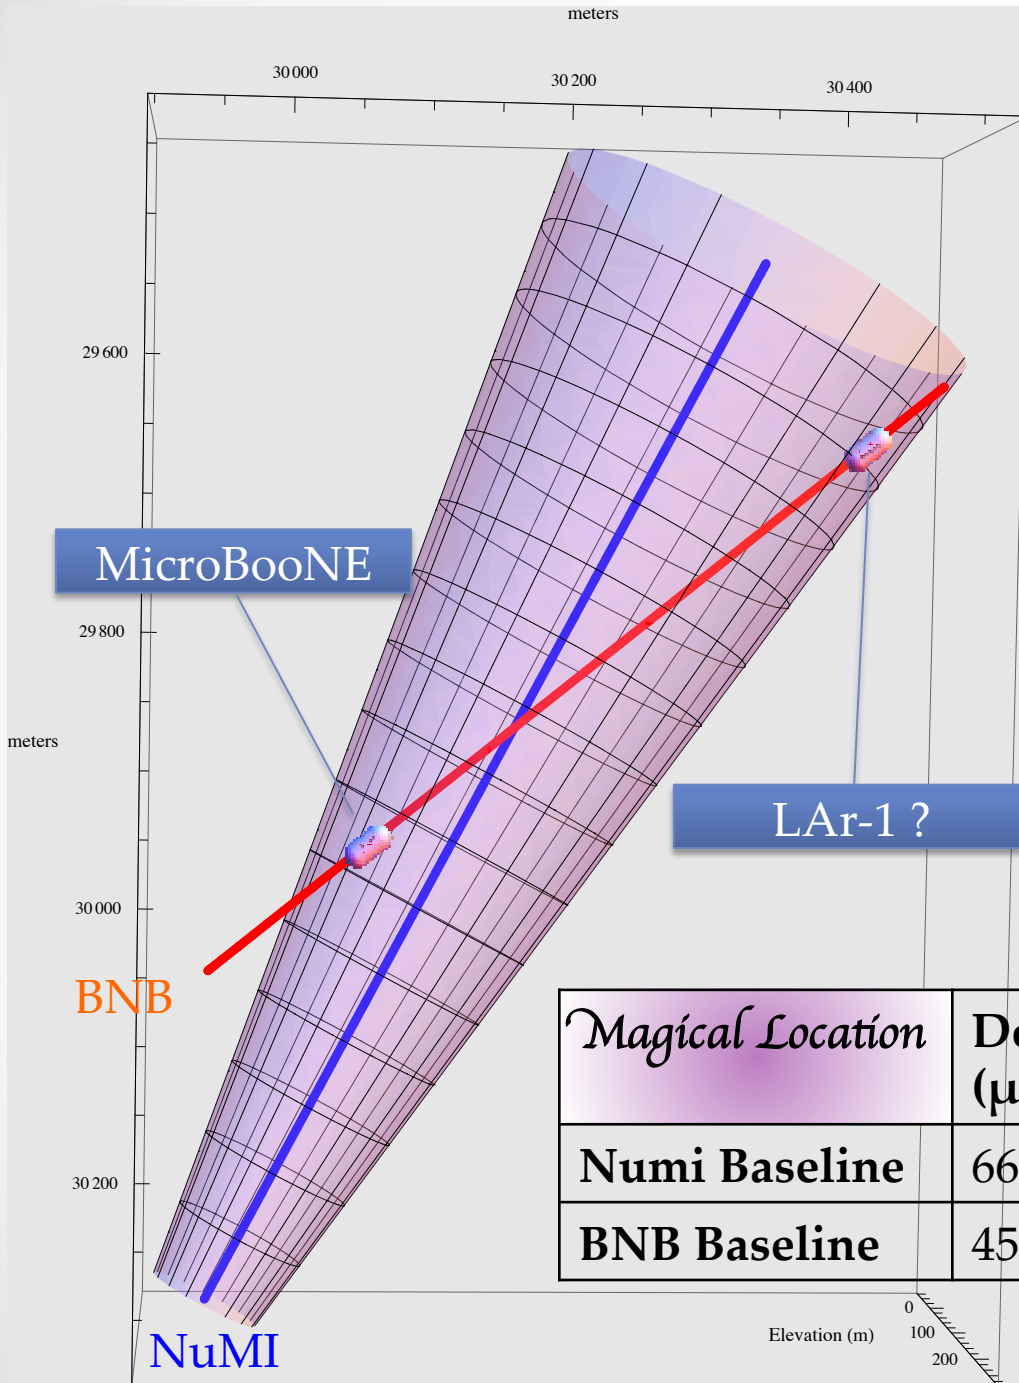 meters
30 000
30 200
30 400
29 600
MicroBooNE
29 800
meters
LAr-1 ?
30 000
BNB
Magical Location
(µ
Numi Baseline 66
30 200
BNB Baseline 45
0
Elevation (m)
100
NuMI
200